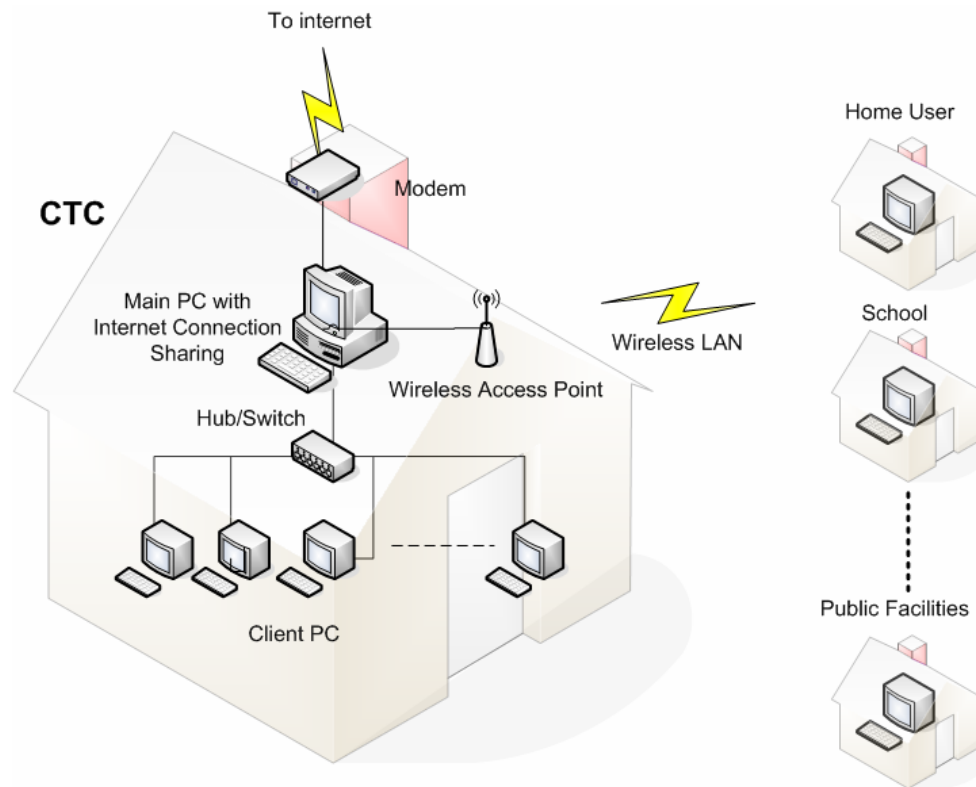 To internet
Modem
CTC
Main PC with
Internet Connection
Sharing
Wireless Access Point
Hub/Switch
Client PC
Wireless LAN
Home User
School
Public Facilities